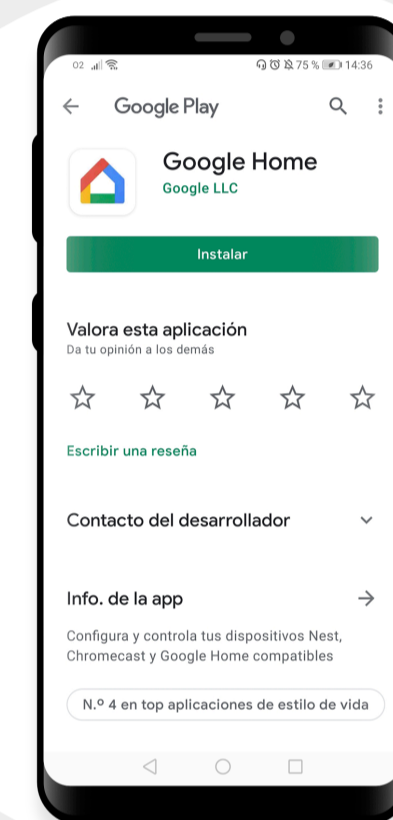 O2 75 % 14:36
Google Play
Google Home
Google LLC
Instalar
Valora esta aplicación
Da tu opinión a los demás
Escribir una reseña
Contacto del desarrollador
Info. de la app
Configura y controla tus dispositivos Nest,
Chromecast y Google Home compatibles
N.º 4 en top aplicaciones de estilo de vida